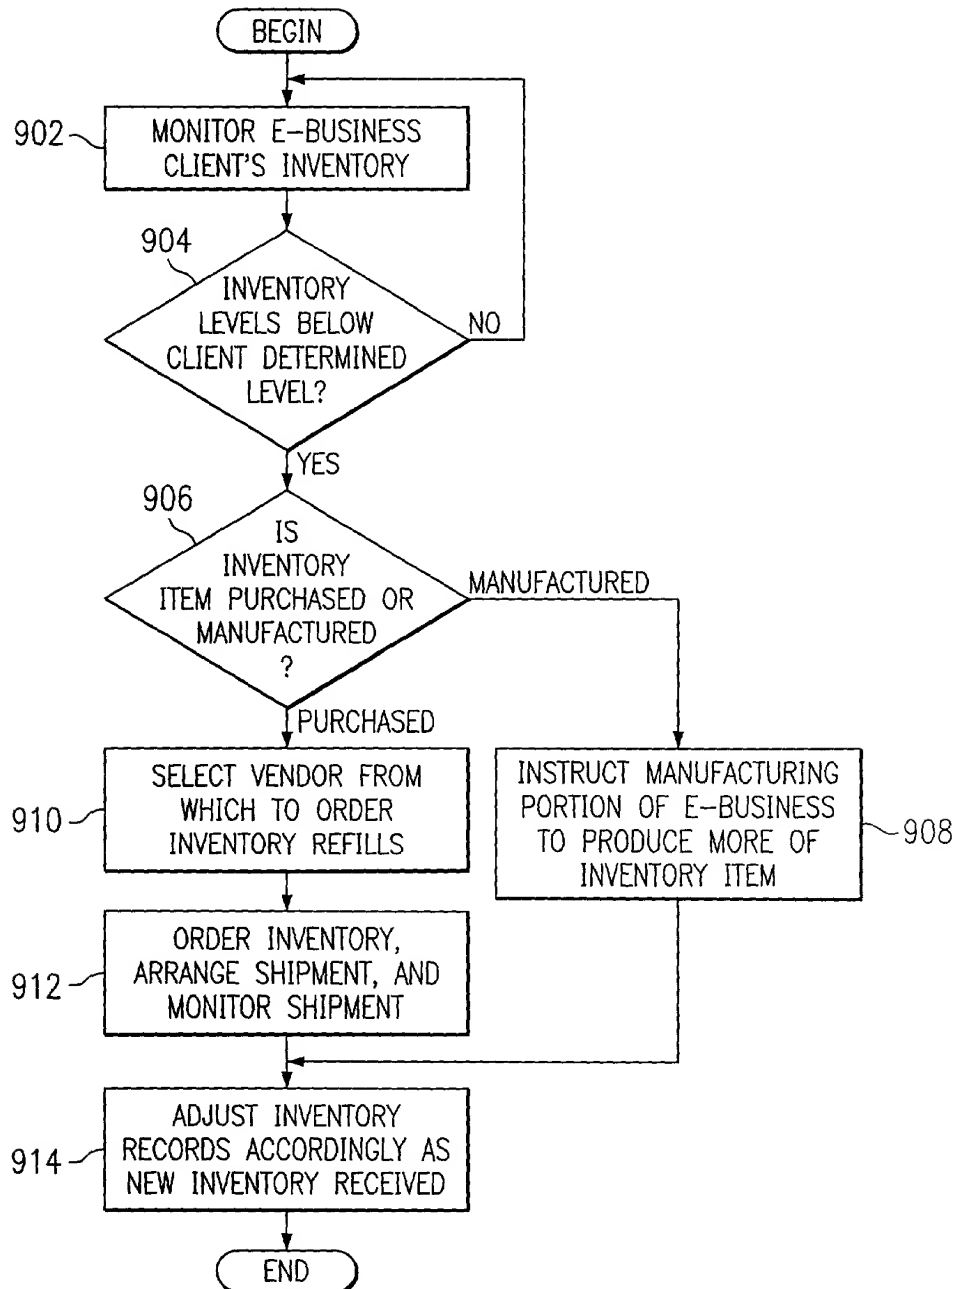 BEGIN
902
MONITOR E-BUSINESS
CLIENT'S INVENTORY
904
INVENTORY
LEVELS BELOW
CLIENT DETERMINED
LEVEL?
NO
YES
906
IS
INVENTORY
ITEM PURCHASED OR
MANUFACTURED
?
MANUFACTURED
PURCHASED
910
SELECT VENDOR FROM
WHICH TO ORDER
INVENTORY REFILLS
INSTRUCT MANUFACTURING
PORTION OF E-BUSINESS
TO PRODUCE MORE OF
INVENTORY ITEM
908
912
ORDER INVENTORY,
ARRANGE SHIPMENT, AND
MONITOR SHIPMENT
914
ADJUST INVENTORY
RECORDS ACCORDINGLY AS
NEW INVENTORY RECEIVED
END